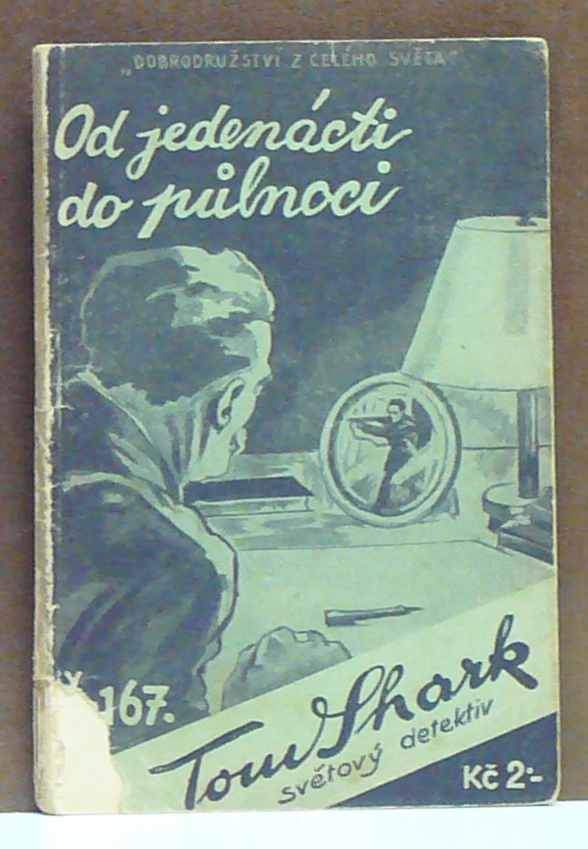 „DOBRODRUŽSTVÍ Z CELÉHO SVĚTA“
Od jedenácti
do půlnoci
167.
Tom Shark
světový detektiv
Kč 2·-